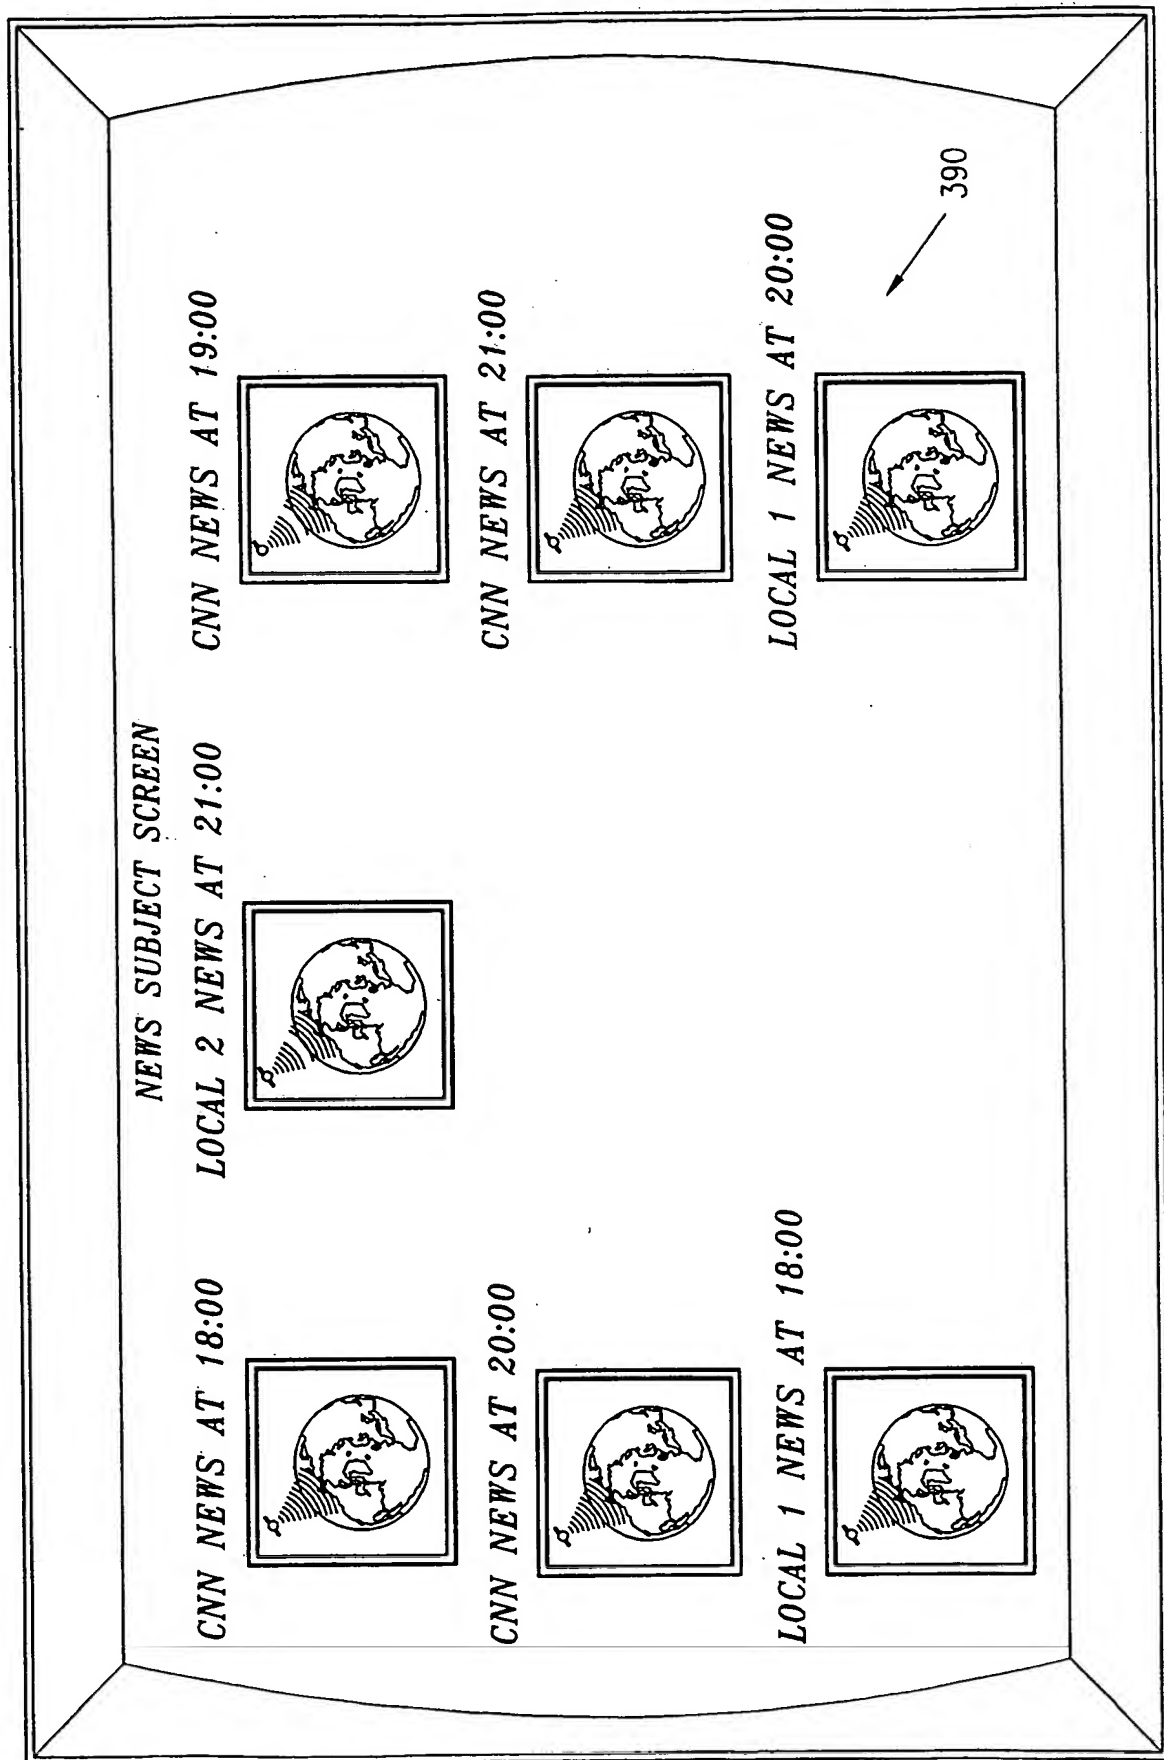 NEWS SUBJECT SCREEN
CNN NEWS AT 18:00
LOCAL 2 NEWS AT 21:00
CNN NEWS AT 19:00
CNN NEWS AT 20:00
CNN NEWS AT 21:00
LOCAL 1 NEWS AT 18:00
LOCAL 1 NEWS AT 20:00
390